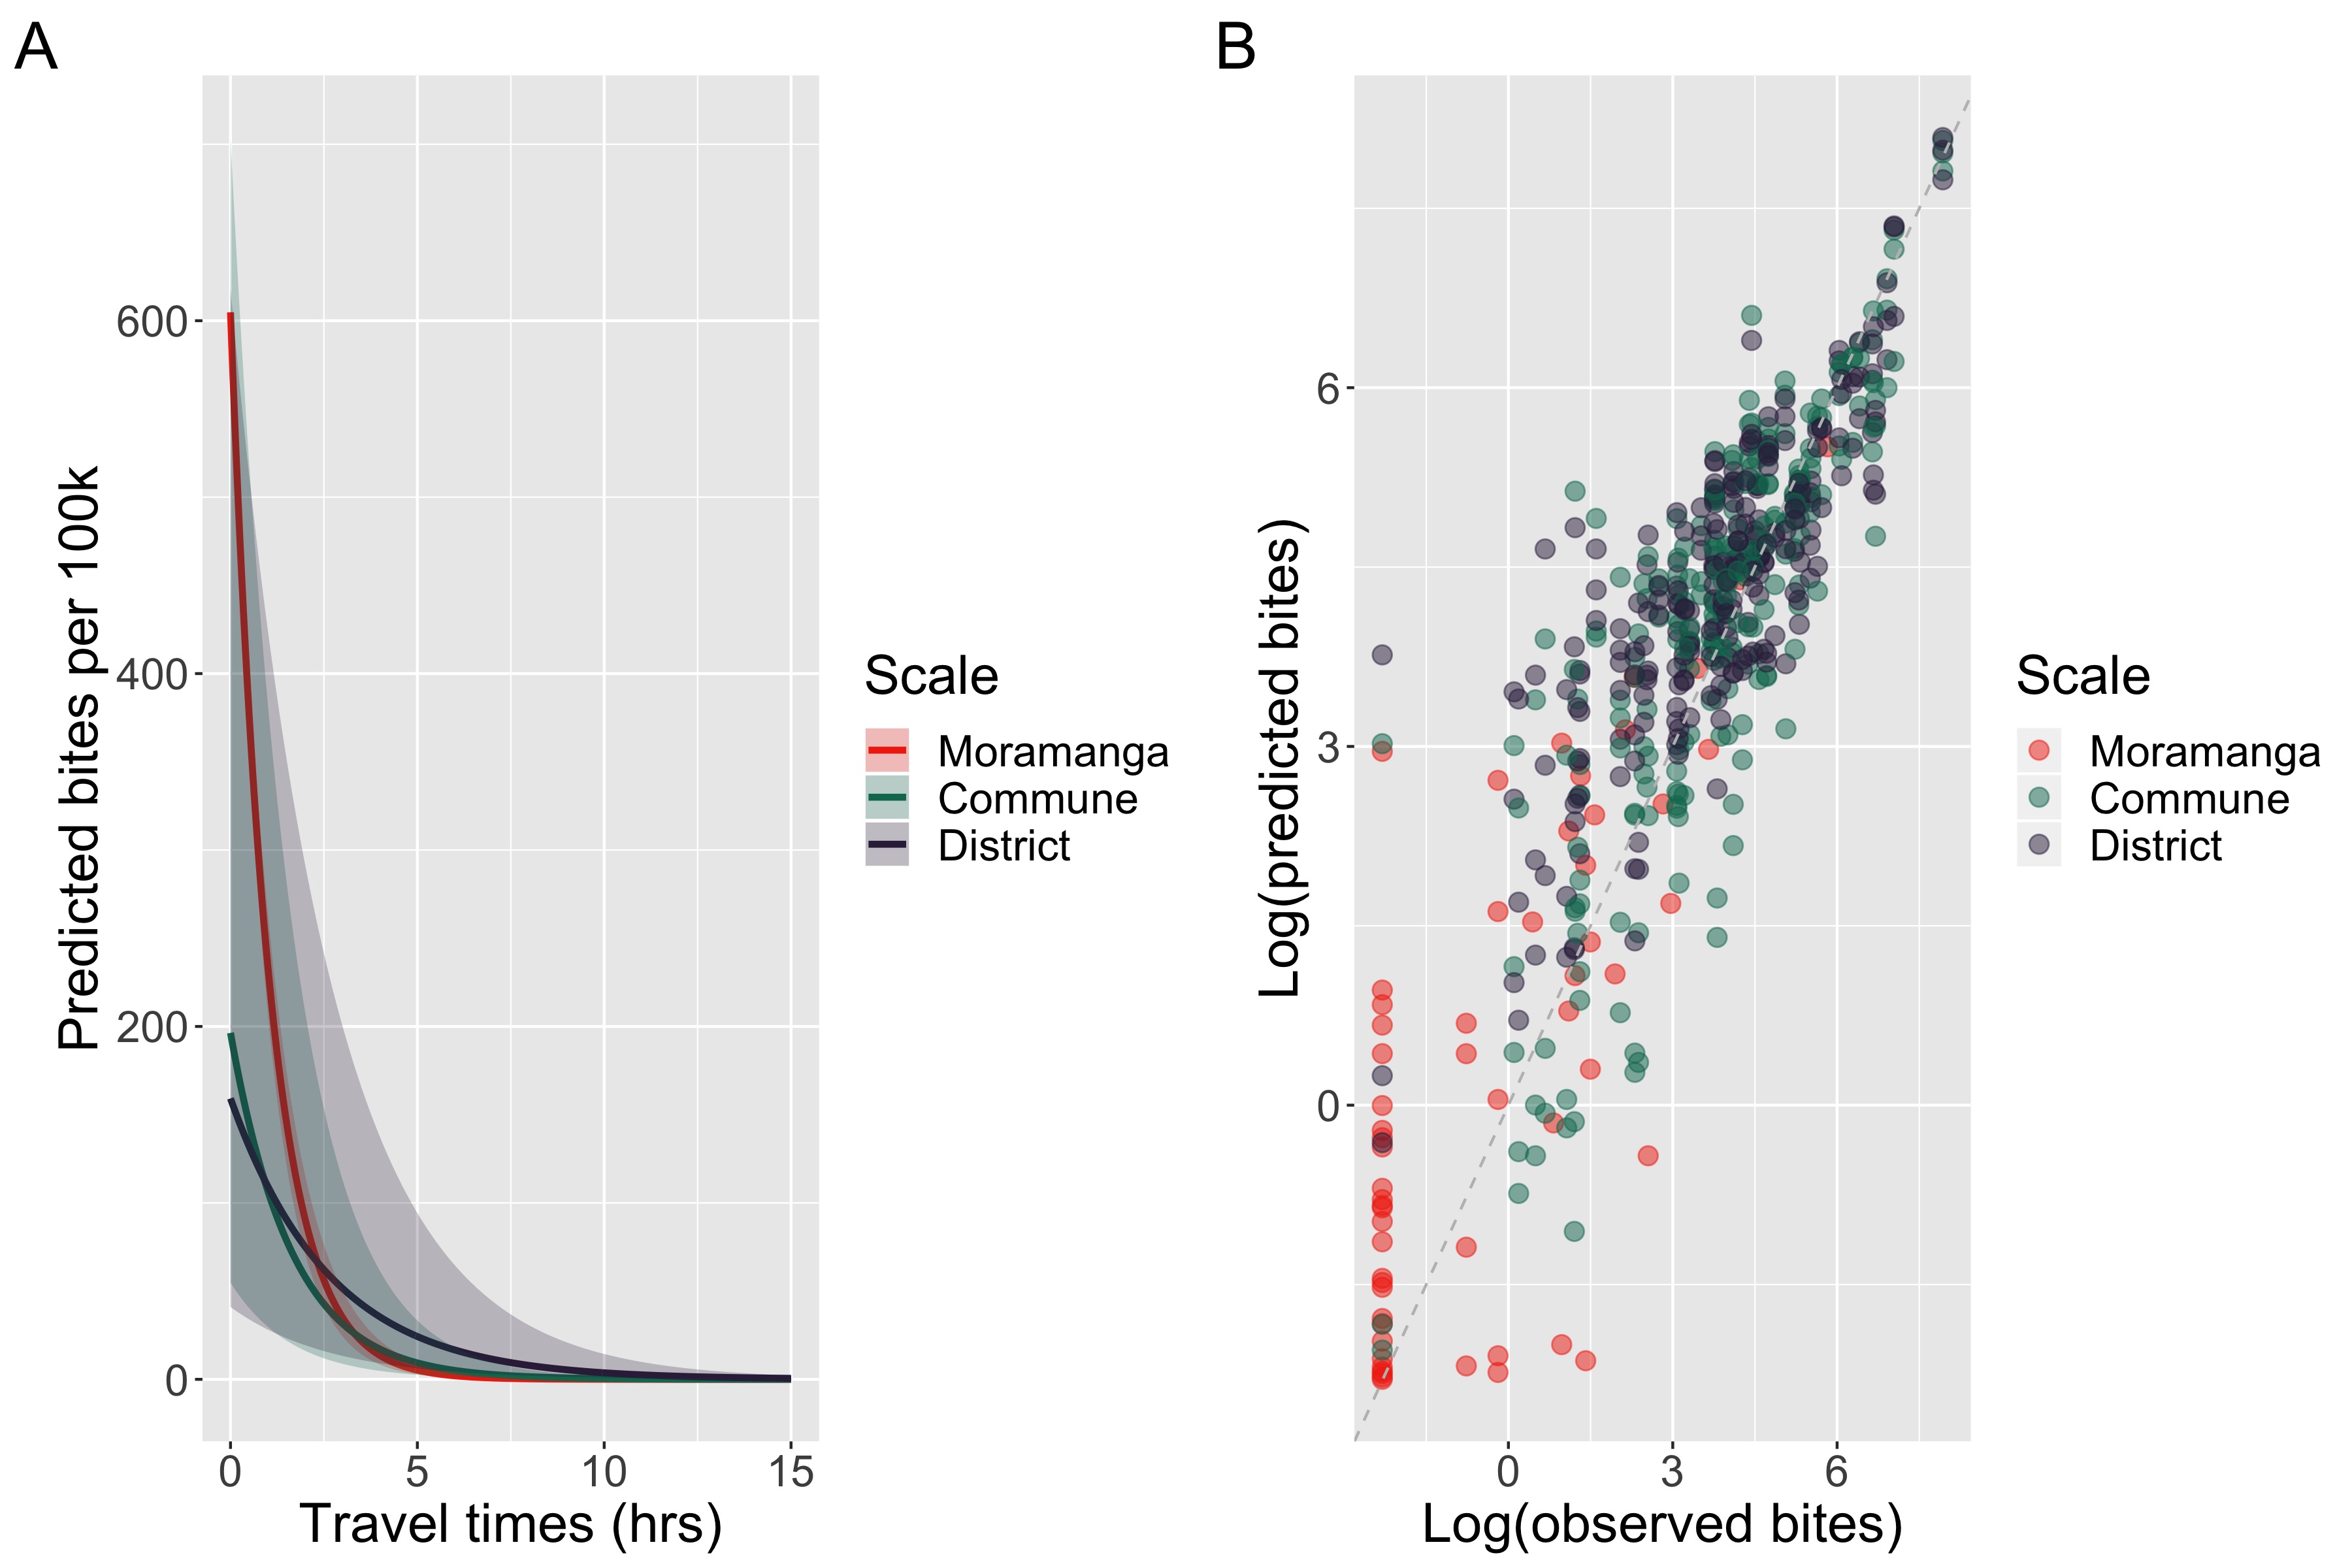 A
Predicted bites per 100k
600
400
200
0
0 5 10 15
Travel times (hrs)
Scale
Moramanga
Commune
District
B
Log(predicted bites)
6
3
0
0 3 6
Log(observed bites)
Scale
Moramanga
Commune
District